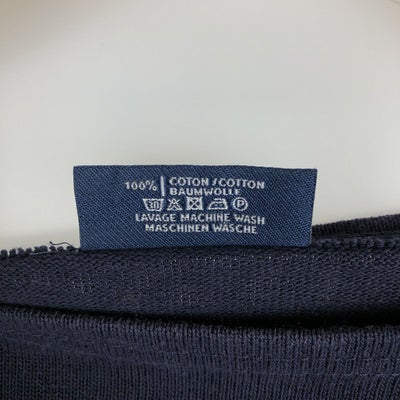 100% | COTON / COTTON
BAUMWOLLE
P
LAVAGE MACHINE WASH
MASCHINEN WÄSCHE